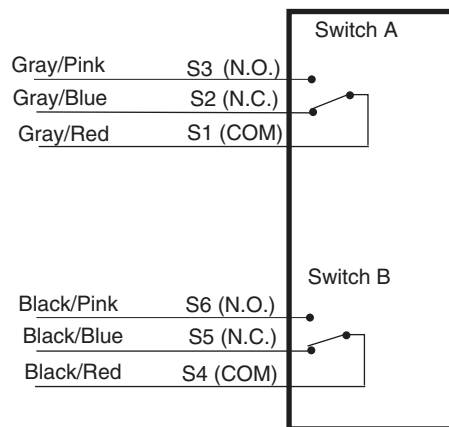 Switch A
Gray/Pink S3 (N.O.)
Gray/Blue S2 (N.C.)
Gray/Red S1 (COM)
Switch B
Black/Pink S6 (N.O.)
Black/Blue S5 (N.C.)
Black/Red S4 (COM)